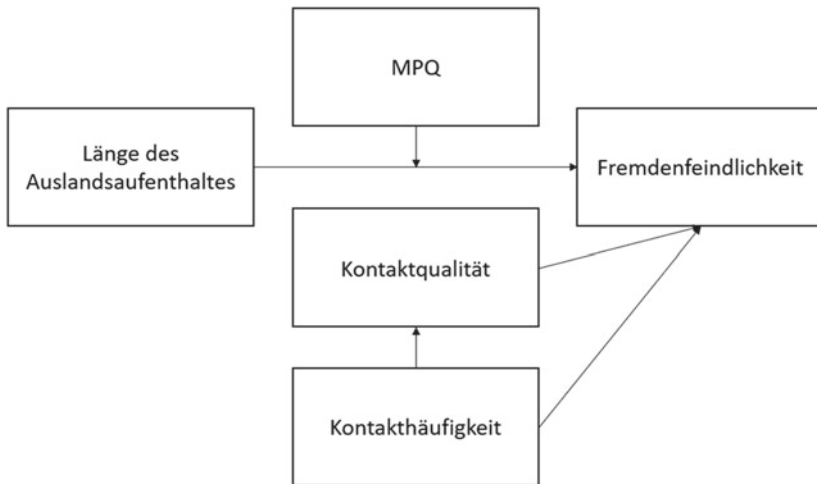 MPQ
Länge des
Auslandsaufenthaltes
Fremdenfeindlichkeit
Kontaktqualität
Kontakthäufigkeit